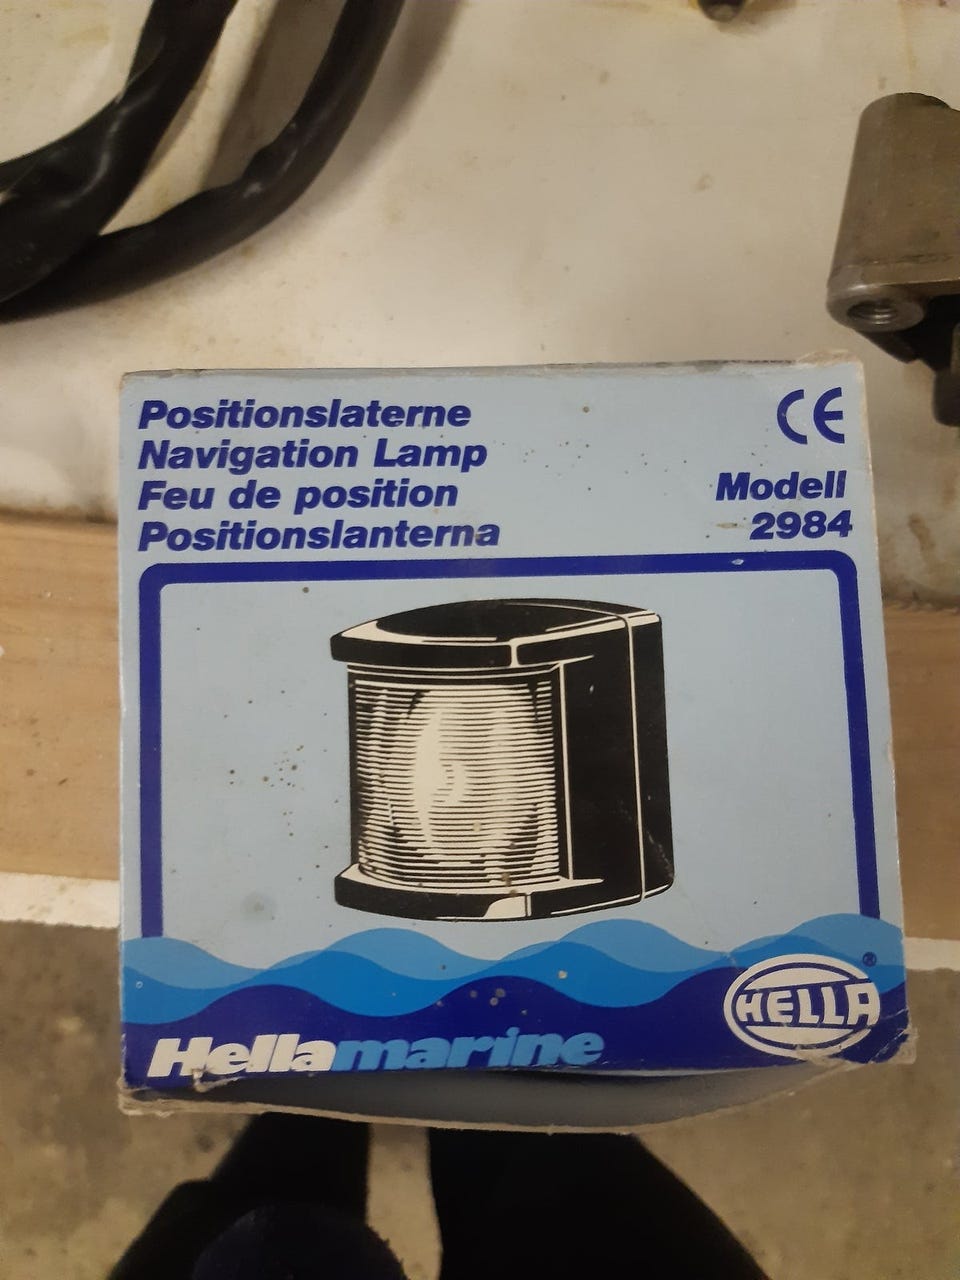 Positionslaterne
Navigation Lamp
Feu de position
Positionslanterna
CE
Modell
2984
Hellamarine
HELLA®